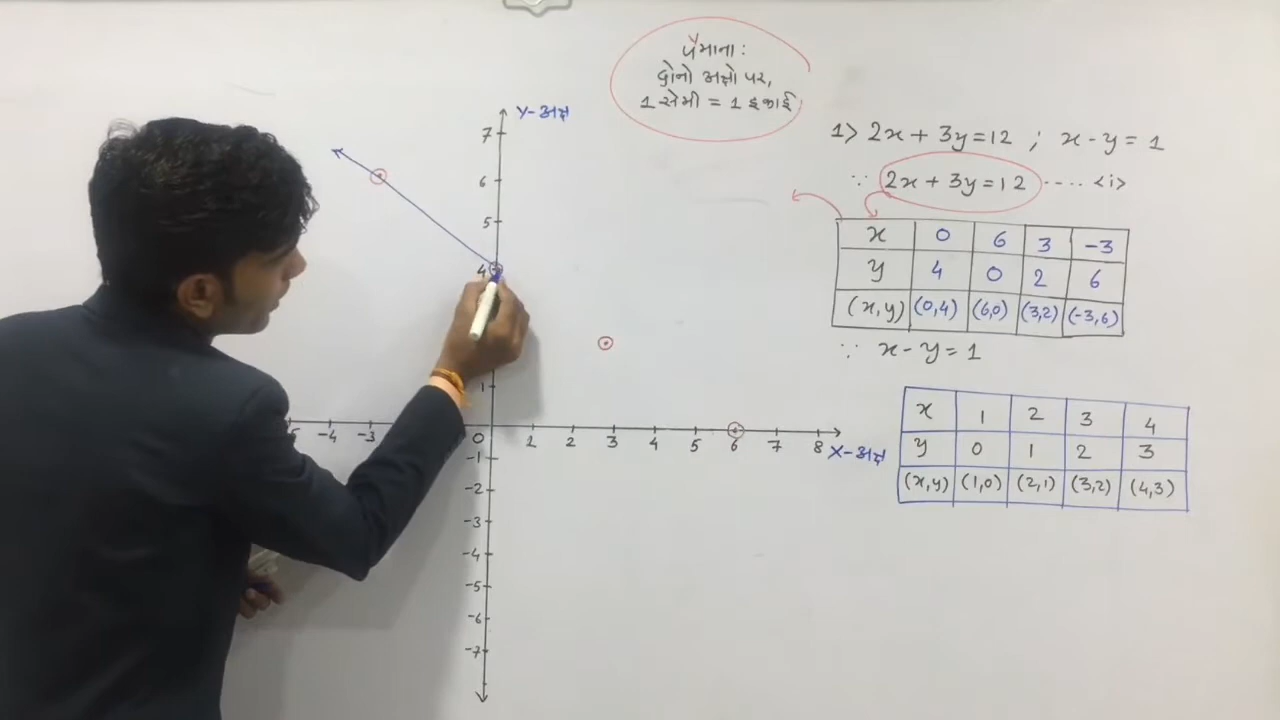 પૈમાના:
દોનો અક્ષો પર,
1 સેમી = 1 ઇકાઈ
1> 2x + 3y = 12 ; x - y = 1
∵ 2x + 3y = 12 .... <i>
x 0 6 3 -3
y 4 0 2 6
(x,y) (0,4) (6,0) (3,2) (-3,6)
∵ x - y = 1
x 1 2 3 4
y 0 1 2 3
(x,y) (1,0) (2,1) (3,2) (4,3)
Y-અક્ષ
7
6
5
4
1
-5 -4 -3 0 1 2 3 4 5 6 7 8 X-અક્ષ
-1
-2
-3
-4
-5
-6
-7